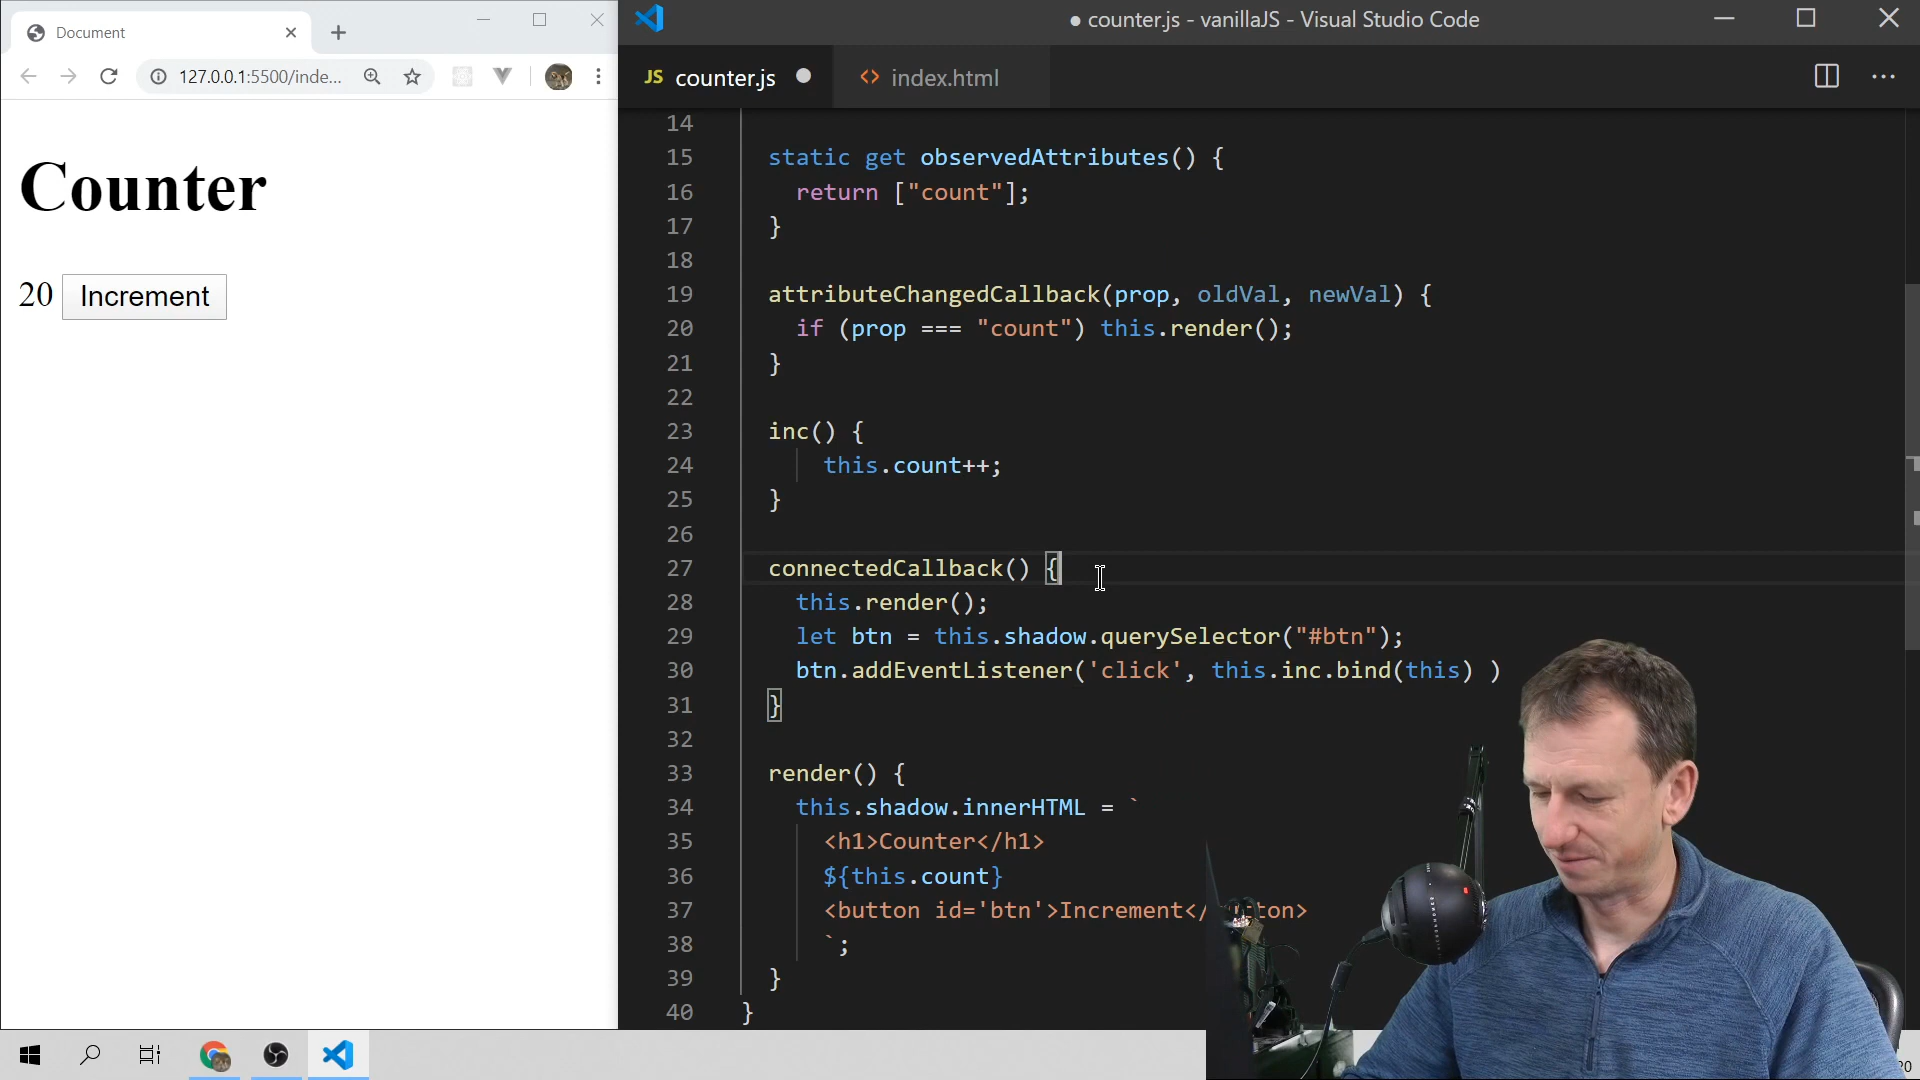 Document
127.0.0.1:5500/inde...
Counter
20 Increment
● counter.js - vanillaJS - Visual Studio Code
JS counter.js ●
<> index.html
14
15 static get observedAttributes() {
16 return ["count"];
17 }
18
19 attributeChangedCallback(prop, oldVal, newVal) {
20 if (prop === "count") this.render();
21 }
22
23 inc() {
24 this.count++;
25 }
26
27 connectedCallback() {
28 this.render();
29 let btn = this.shadow.querySelector("#btn");
30 btn.addEventListener('click', this.inc.bind(this) )
31 }
32
33 render() {
34 this.shadow.innerHTML = `
35 <h1>Counter</h1>
36 ${this.count}
37 <button id='btn'>Increment</ ton>
38 `;
39 }
40 }
20